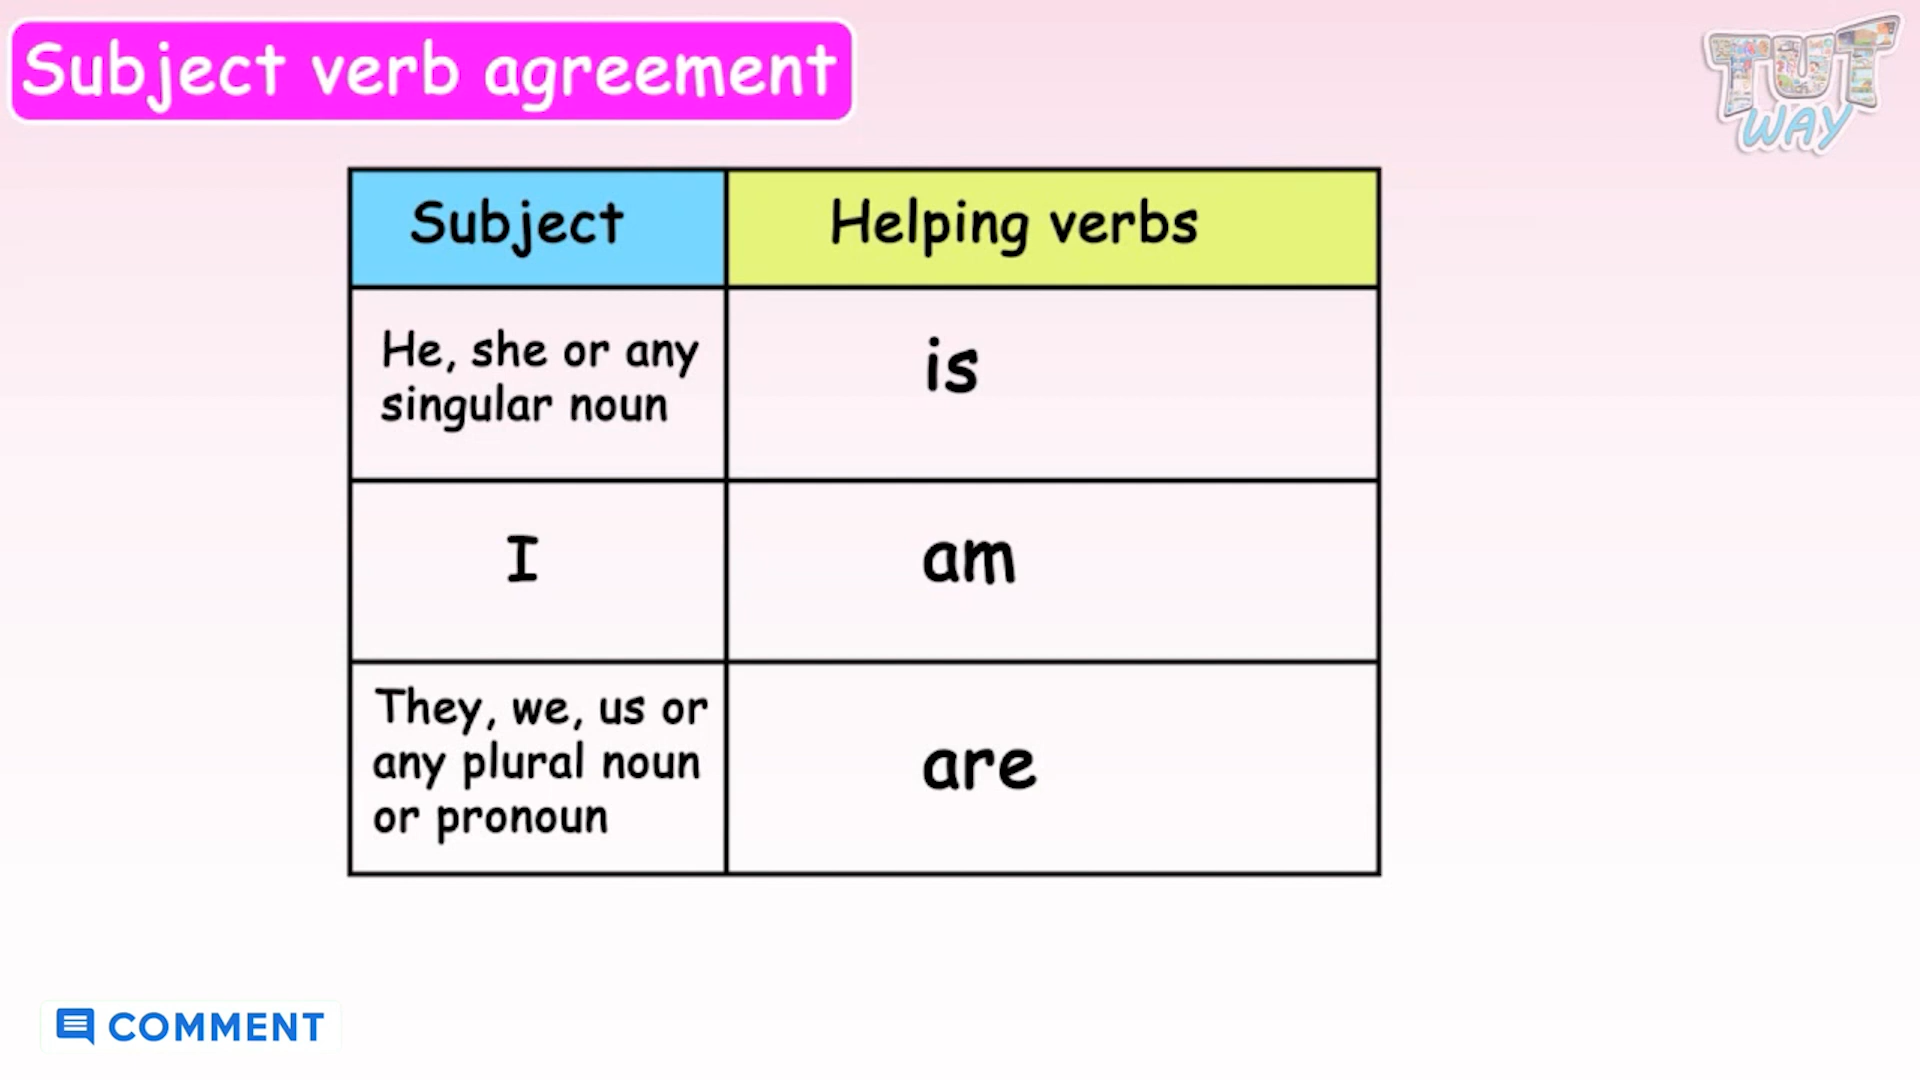 Subject verb agreement
TUT
WAY
Subject
Helping verbs
He, she or any
singular noun
is
I
am
They, we, us or
any plural noun
or pronoun
are
COMMENT